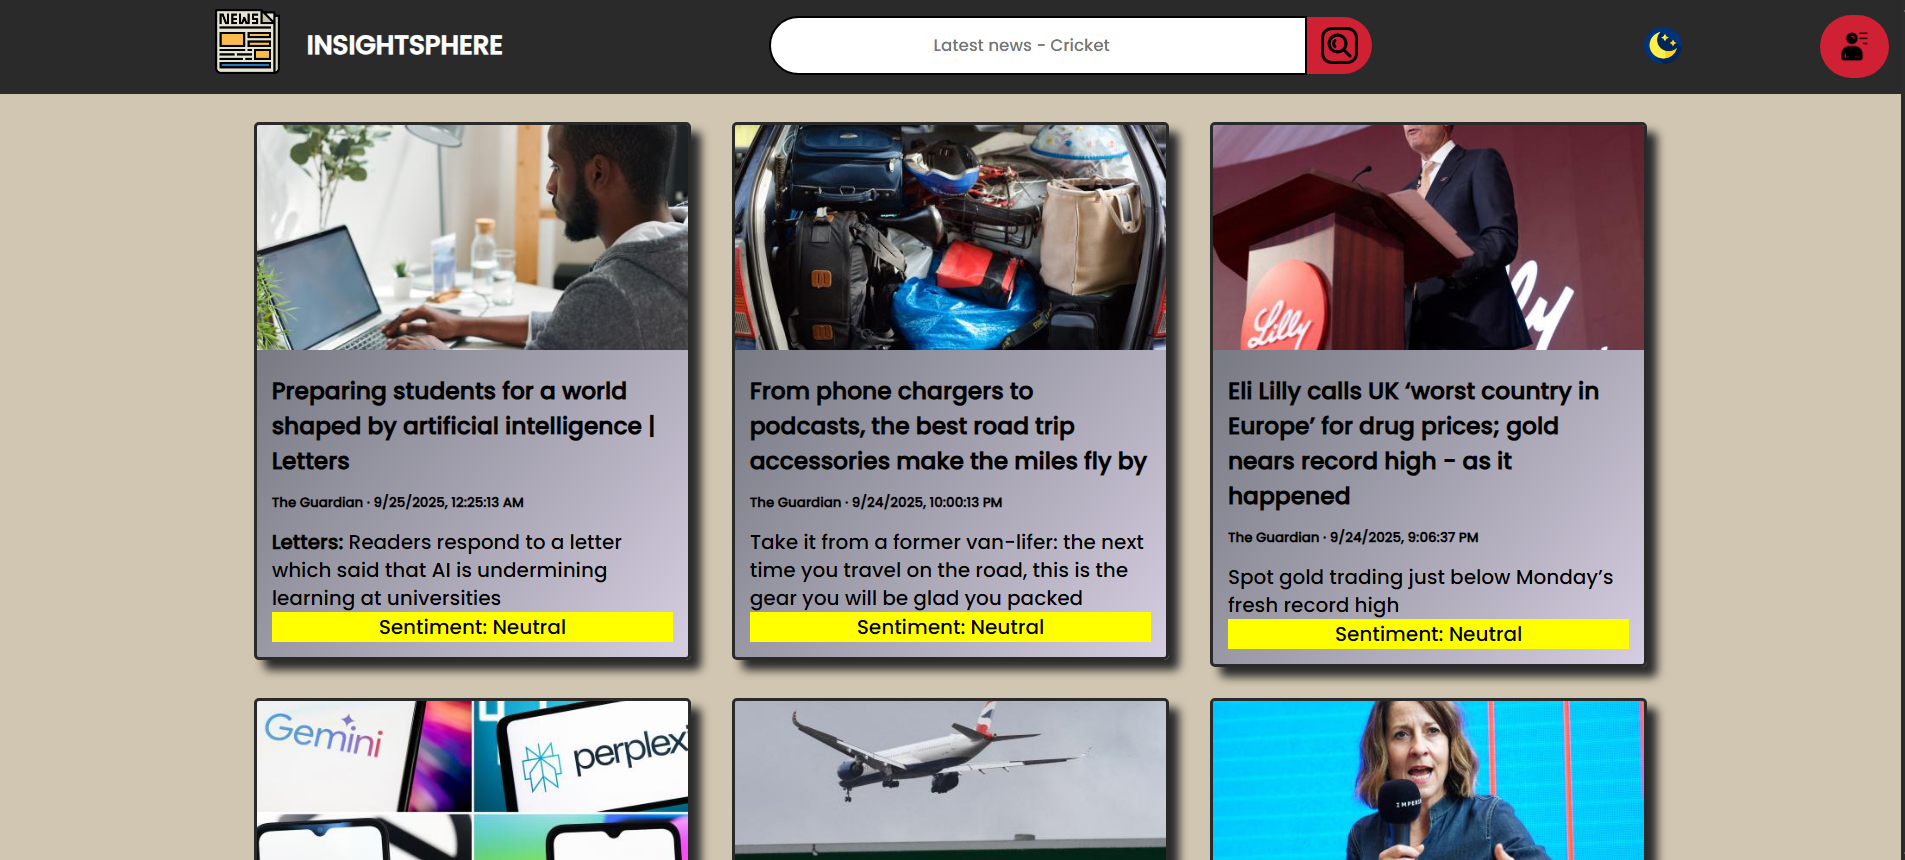 NEWS
INSIGHTSPHERE
Latest news - Cricket
Lilly
Preparing students for a world
shaped by artificial intelligence |
Letters
The Guardian · 9/25/2025, 12:25:13 AM
Letters: Readers respond to a letter
which said that AI is undermining
learning at universities
Sentiment: Neutral
From phone chargers to
podcasts, the best road trip
accessories make the miles fly by
The Guardian · 9/24/2025, 10:00:13 PM
Take it from a former van-lifer: the next
time you travel on the road, this is the
gear you will be glad you packed
Sentiment: Neutral
Eli Lilly calls UK ‘worst country in
Europe’ for drug prices; gold
nears record high - as it
happened
The Guardian · 9/24/2025, 9:06:37 PM
Spot gold trading just below Monday’s
fresh record high
Sentiment: Neutral
Gemini
perplex